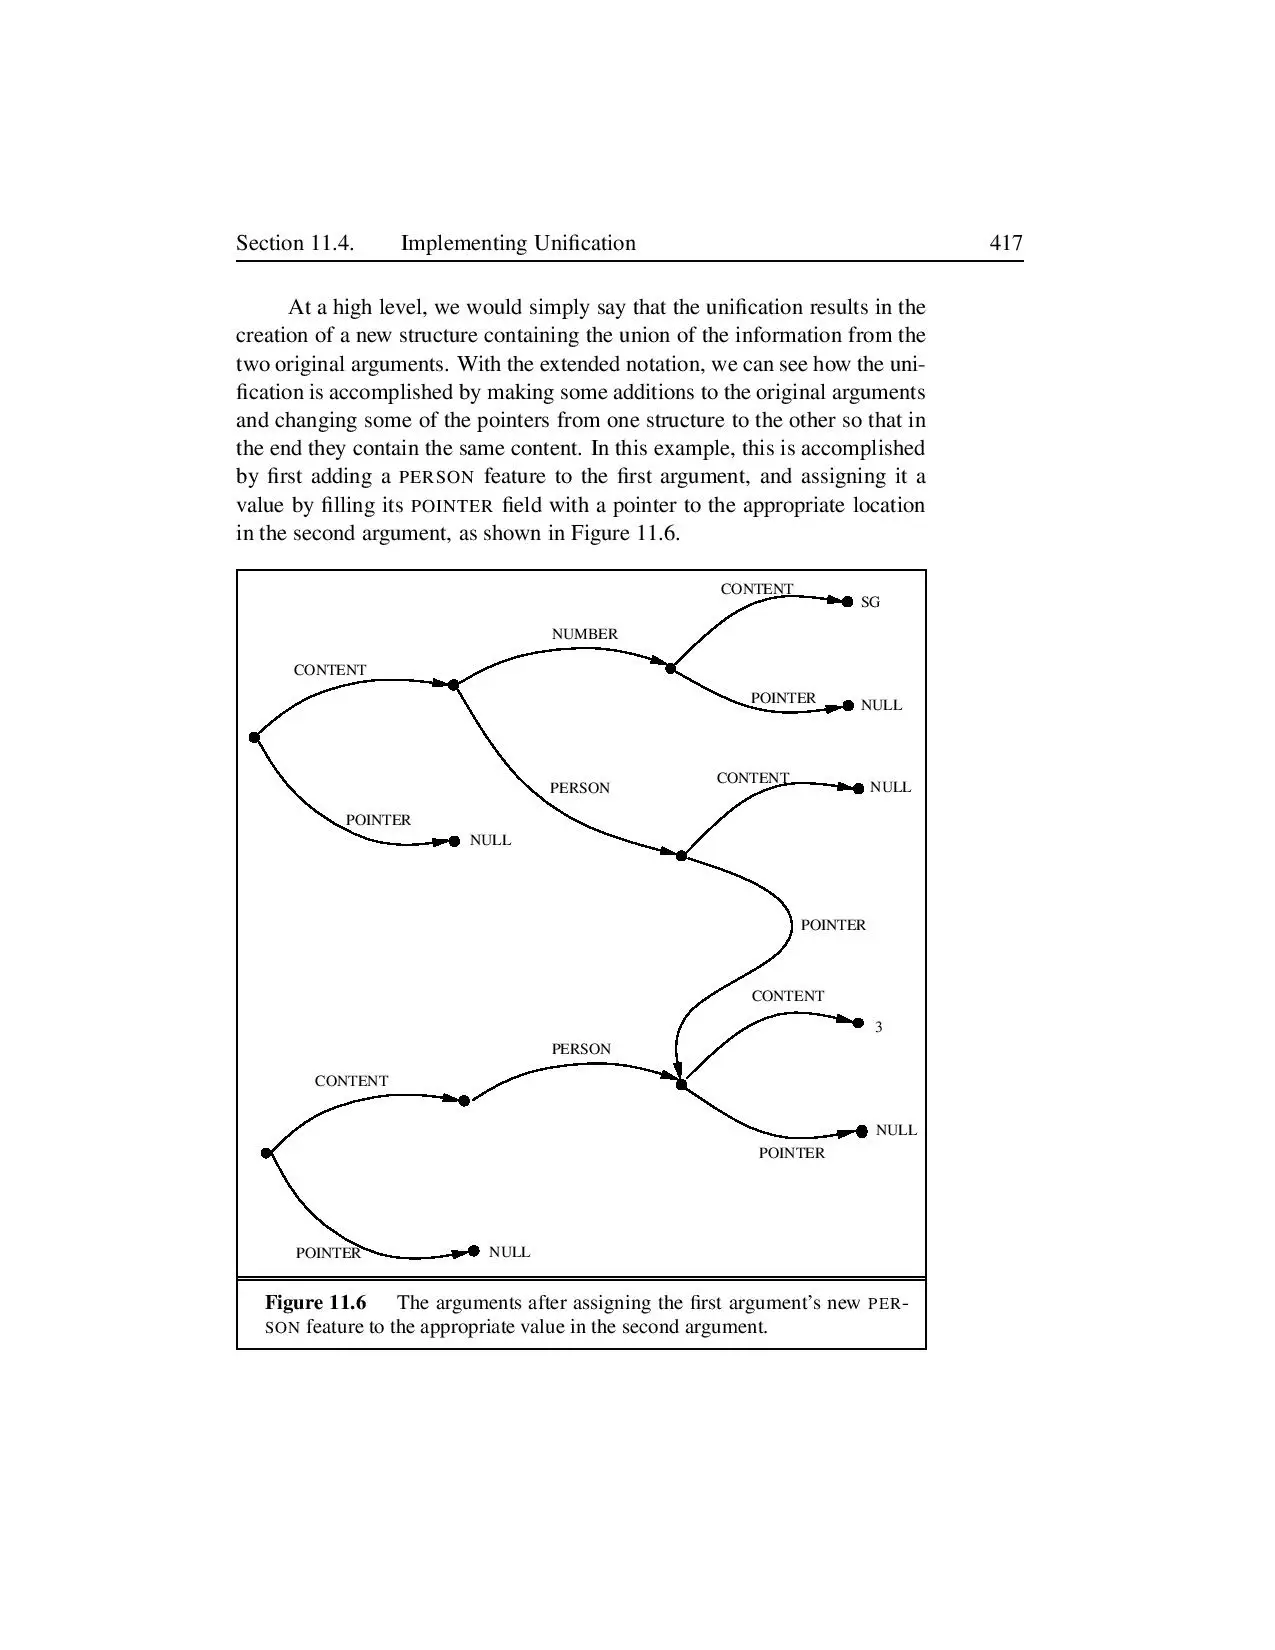 Section 11.4. Implementing Unification 417
At a high level, we would simply say that the unification results in the
creation of a new structure containing the union of the information from the
two original arguments. With the extended notation, we can see how the uni-
fication is accomplished by making some additions to the original arguments
and changing some of the pointers from one structure to the other so that in
the end they contain the same content. In this example, this is accomplished
by first adding a PERSON feature to the first argument, and assigning it a
value by filling its POINTER field with a pointer to the appropriate location
in the second argument, as shown in Figure 11.6.
CONTENT
SG
NUMBER
CONTENT
POINTER
NULL
CONTENT
PERSON
NULL
POINTER
NULL
POINTER
CONTENT
3
PERSON
CONTENT
NULL
POINTER
POINTER
NULL
Figure 11.6 The arguments after assigning the first argument's new PER-
SON feature to the appropriate value in the second argument.